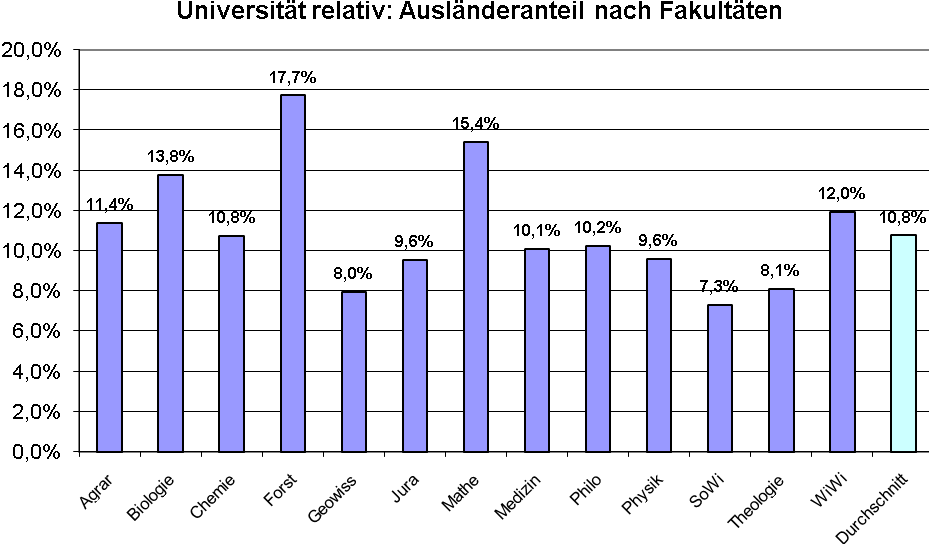 Universität relativ: Ausländeranteil nach Fakultäten
20,0%
18,0%
16,0%
14,0%
12,0%
10,0%
8,0%
6,0%
4,0%
2,0%
0,0%
11,4%
13,8%
10,8%
17,7%
8,0%
9,6%
15,4%
10,1%
10,2%
9,6%
7,3%
8,1%
12,0%
10,8%
Agrar
Biologie
Chemie
Forst
Geowiss
Jura
Mathe
Medizin
Philo
Physik
SoWi
Theologie
WiWi
Durchschnitt